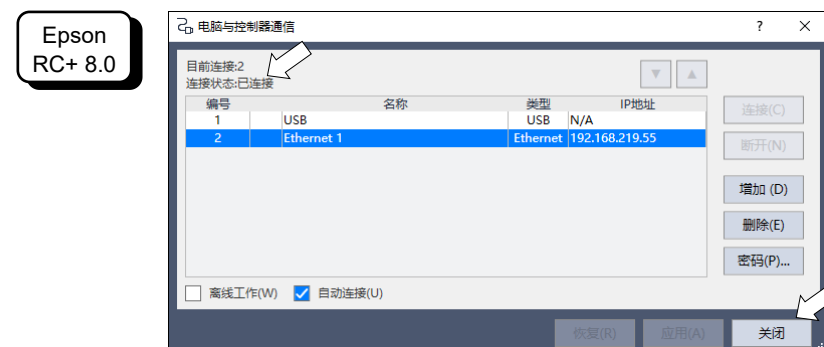 Epson
RC+ 8.0
电脑与控制器通信
? ×
目前连接:2
连接状态:已连接
▼ ▲
编号 名称 类型 IP地址
1 USB USB N/A
2 Ethernet 1 Ethernet 192.168.219.55
连接(C)
断开(N)
增加 (D)
删除(E)
密码(P)...
离线工作(W) 自动连接(U)
恢复(R) 应用(A) 关闭